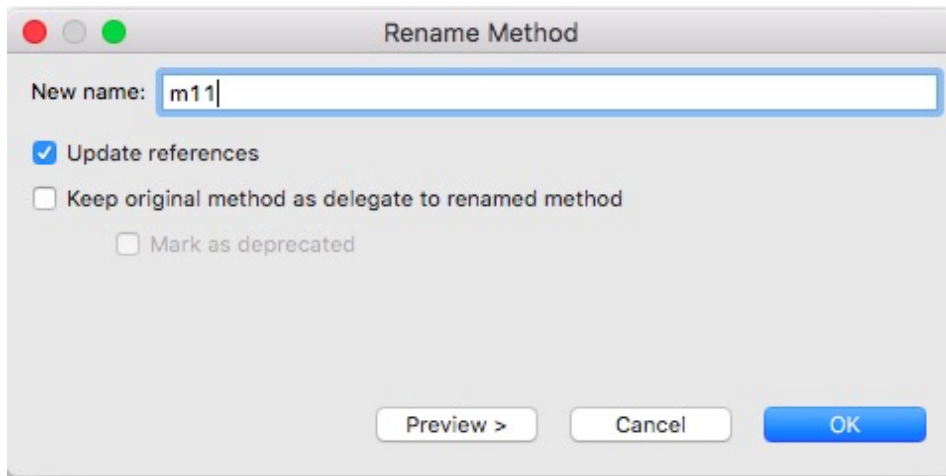 Rename Method
New name: m11
Update references
Keep original method as delegate to renamed method
Mark as deprecated
Preview > Cancel OK